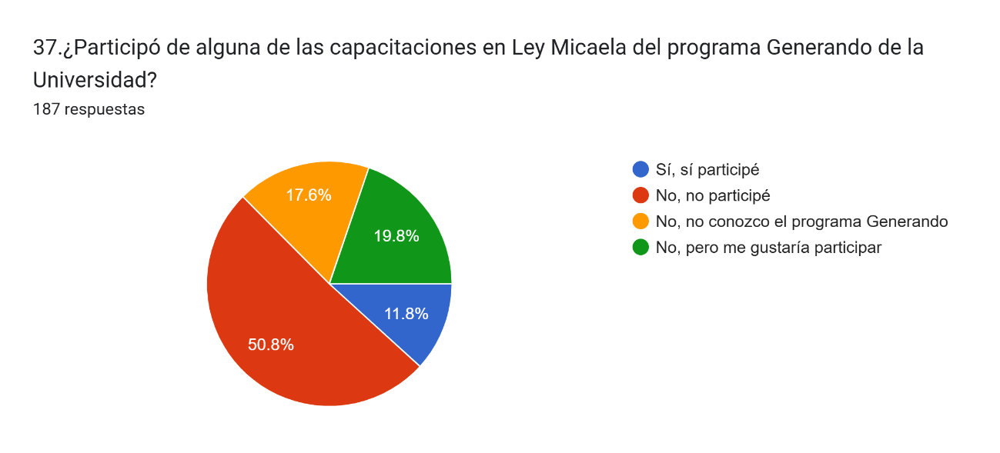 37.¿Participó de alguna de las capacitaciones en Ley Micaela del programa Generando de la
Universidad?
187 respuestas
17.6%
19.8%
11.8%
50.8%
Sí, sí participé
No, no participé
No, no conozco el programa Generando
No, pero me gustaría participar